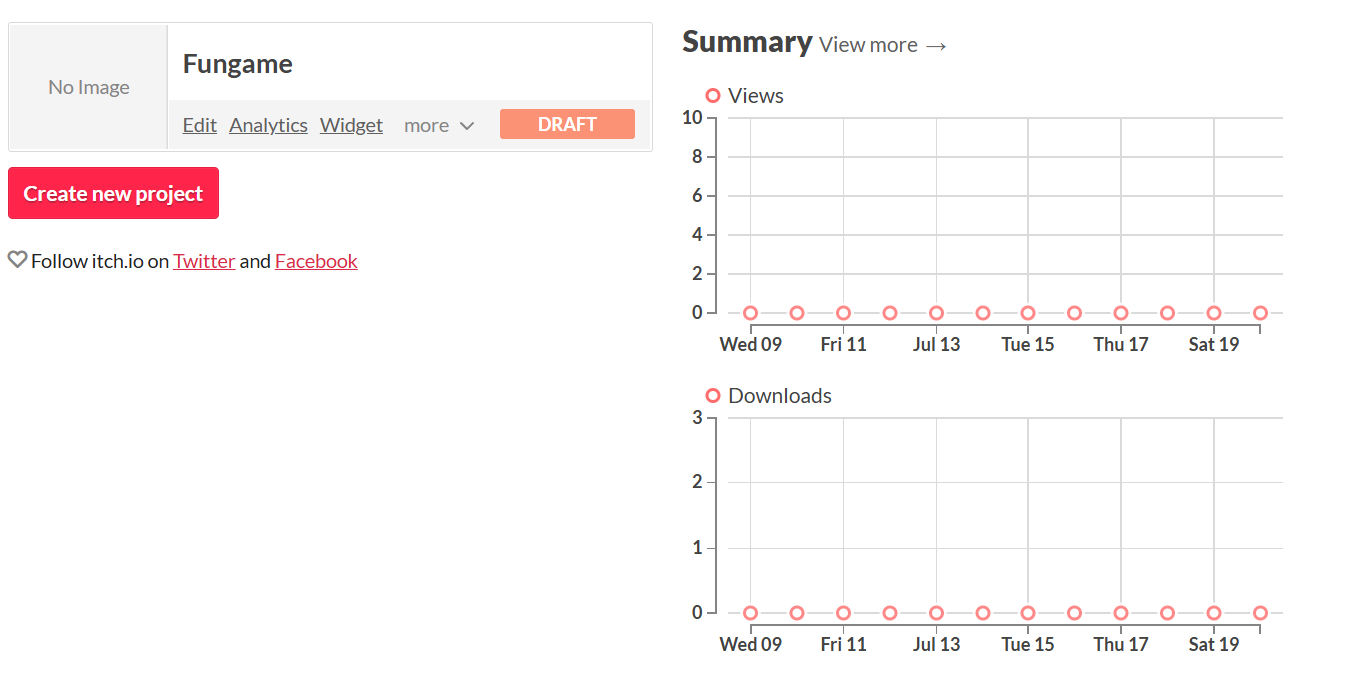 No Image
Fungame
Edit Analytics Widget more DRAFT
Create new project
Follow itch.io on Twitter and Facebook
Summary View more →
Views
10
8
6
4
2
0
Wed 09 Fri 11 Jul 13 Tue 15 Thu 17 Sat 19
Downloads
3
2
1
0
Wed 09 Fri 11 Jul 13 Tue 15 Thu 17 Sat 19